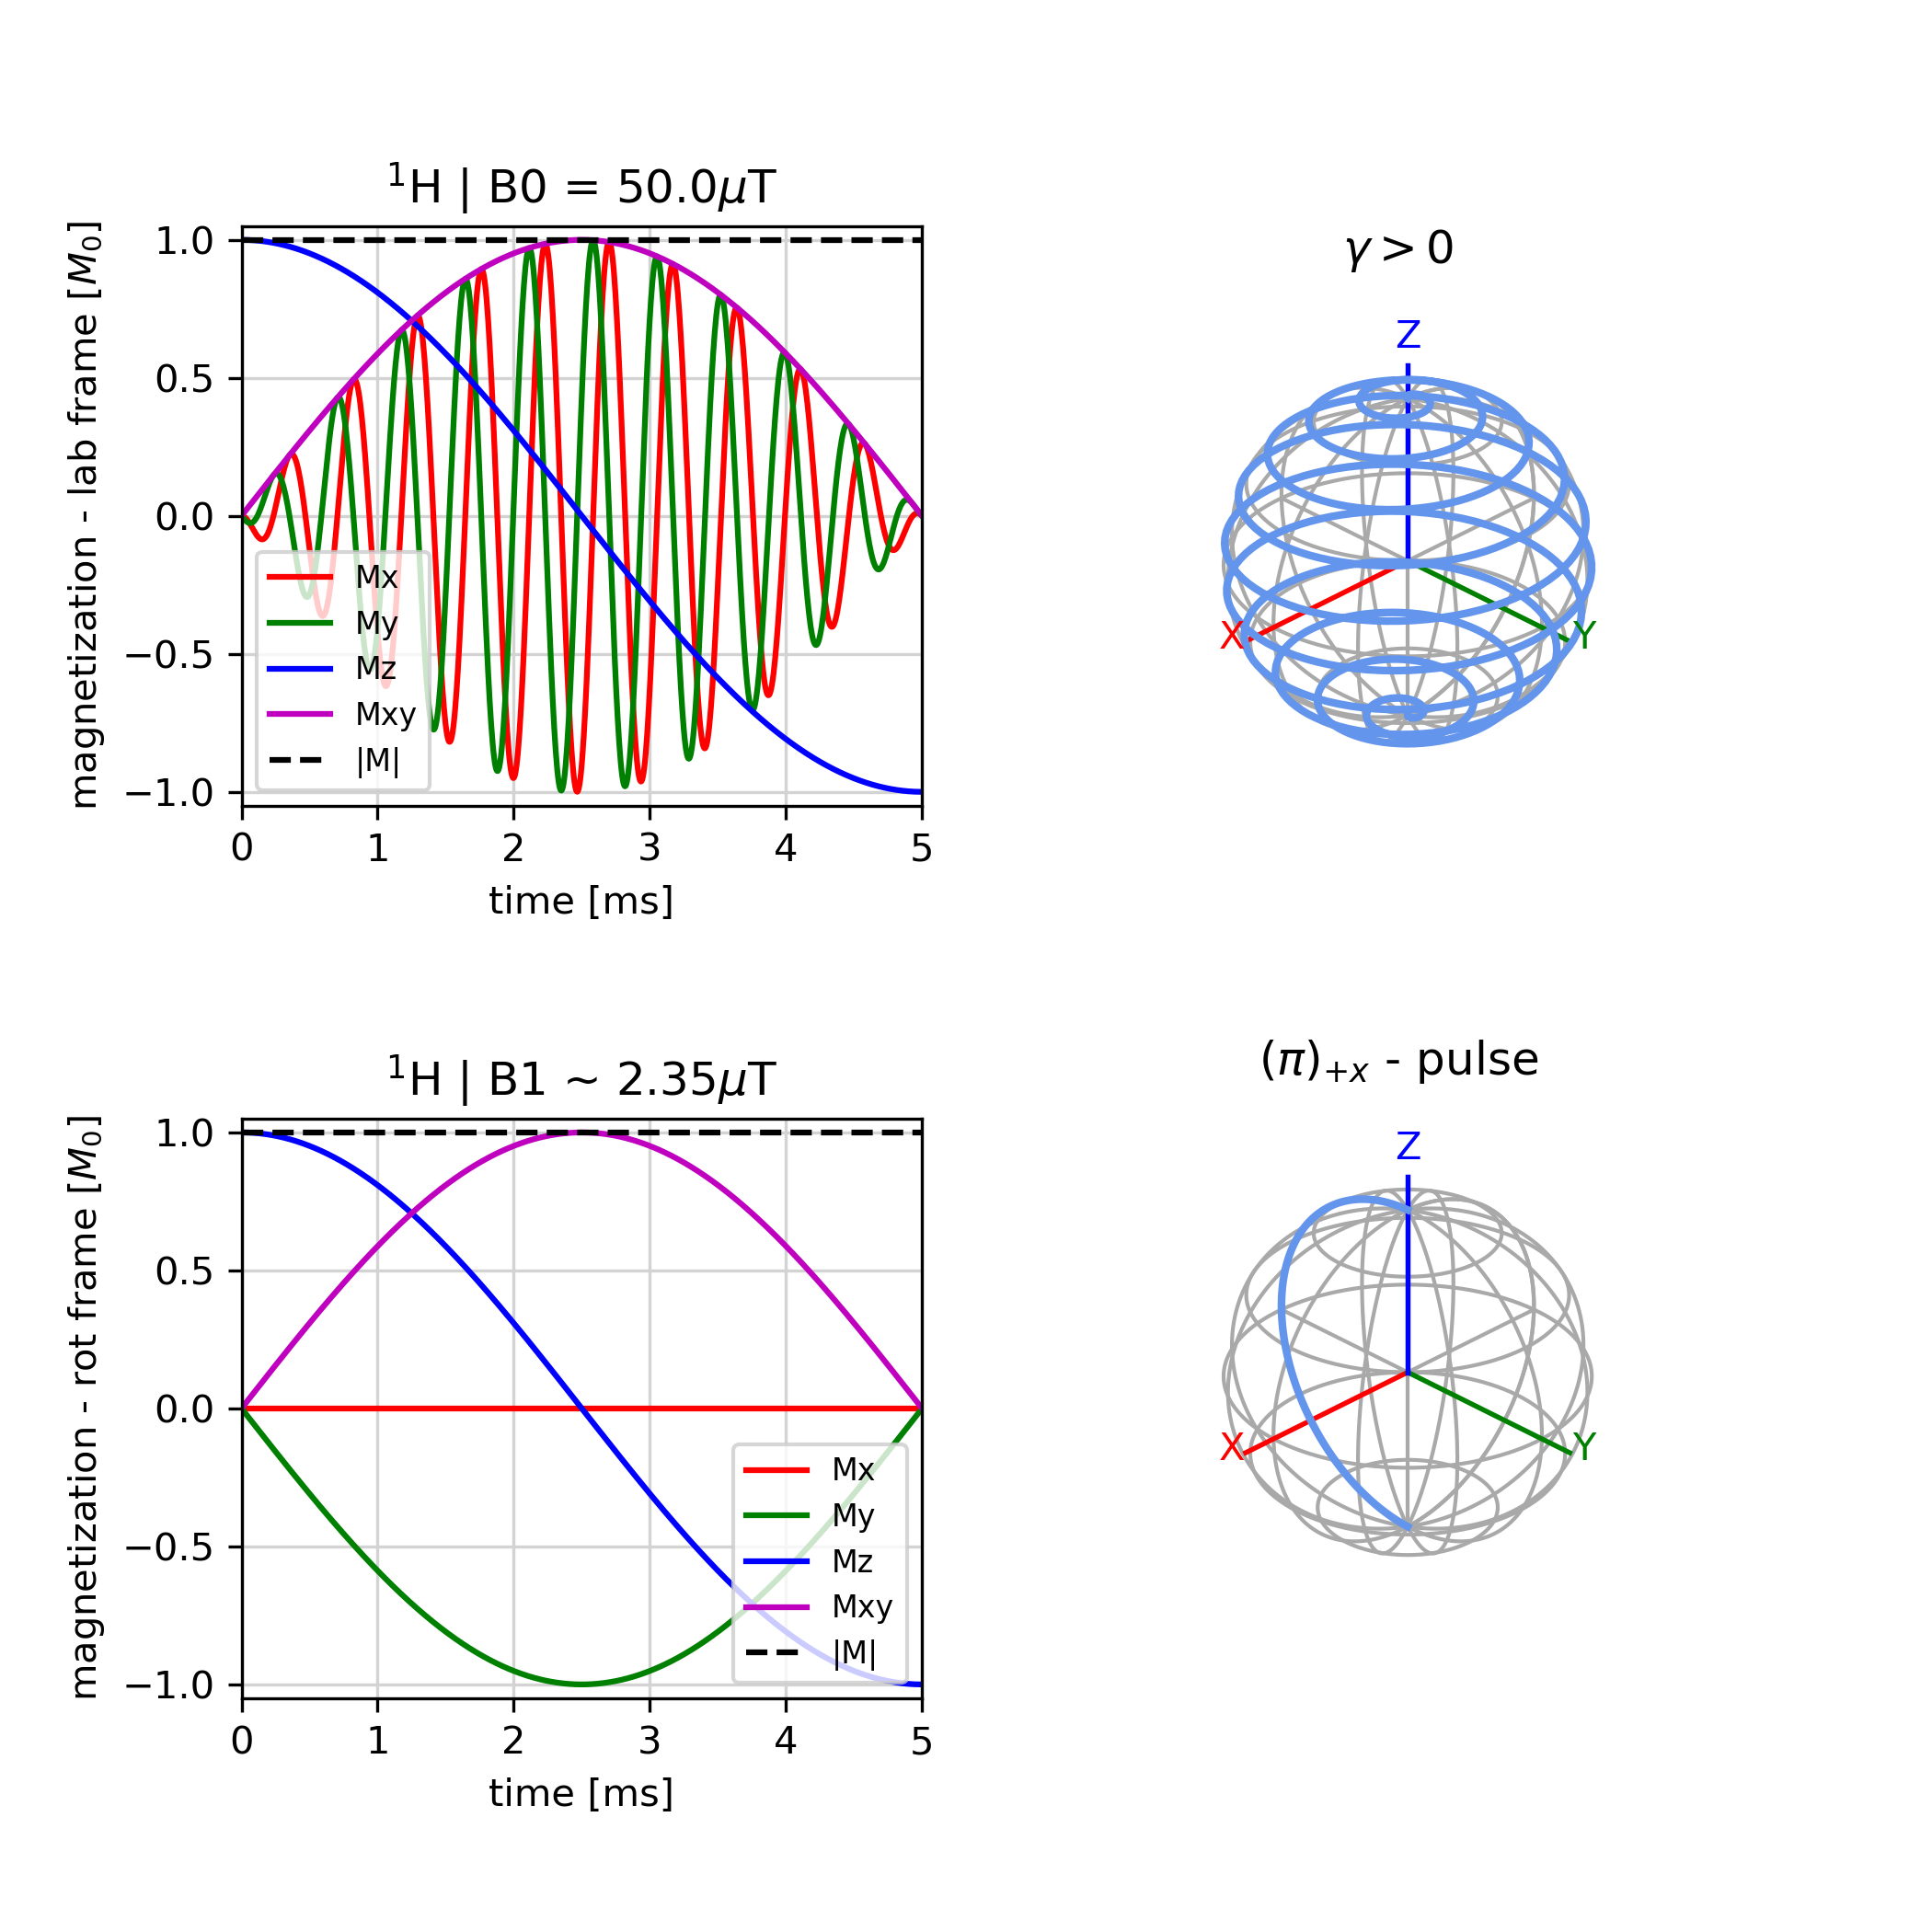 ¹H | B0 = 50.0μT
magnetization - lab frame [M₀]
1.0
0.5
0.0
−0.5
−1.0
Mx
My
Mz
Mxy
|M|
0 1 2 3 4 5
time [ms]
γ > 0
Z
X
Y
¹H | B1 ~ 2.35μT
magnetization - rot frame [M₀]
1.0
0.5
0.0
−0.5
−1.0
Mx
My
Mz
Mxy
|M|
0 1 2 3 4 5
time [ms]
(π)₊ₓ - pulse
Z
X
Y